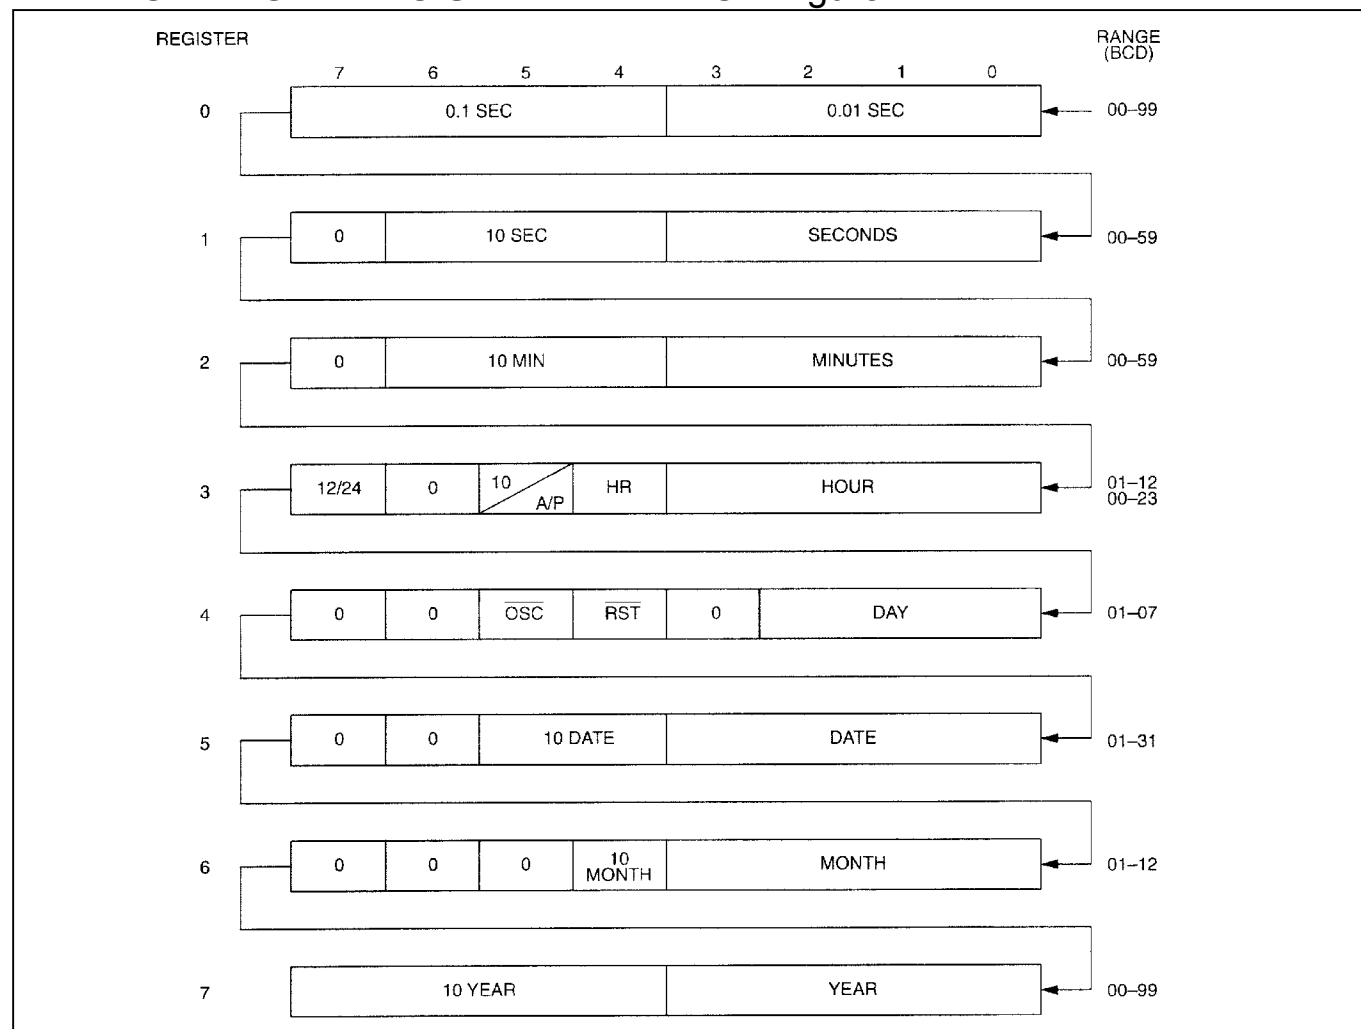 REGISTER
RANGE
(BCD)
7 6 5 4 3 2 1 0
0 0.1 SEC 0.01 SEC 00–99
1 0 10 SEC SECONDS 00–59
2 0 10 MIN MINUTES 00–59
3 12/24 0 10 A/P HR HOUR 01–12
00–23
4 0 0 OSC RST 0 DAY 01–07
5 0 0 10 DATE DATE 01–31
6 0 0 0 10 MONTH MONTH 01–12
7 10 YEAR YEAR 00–99